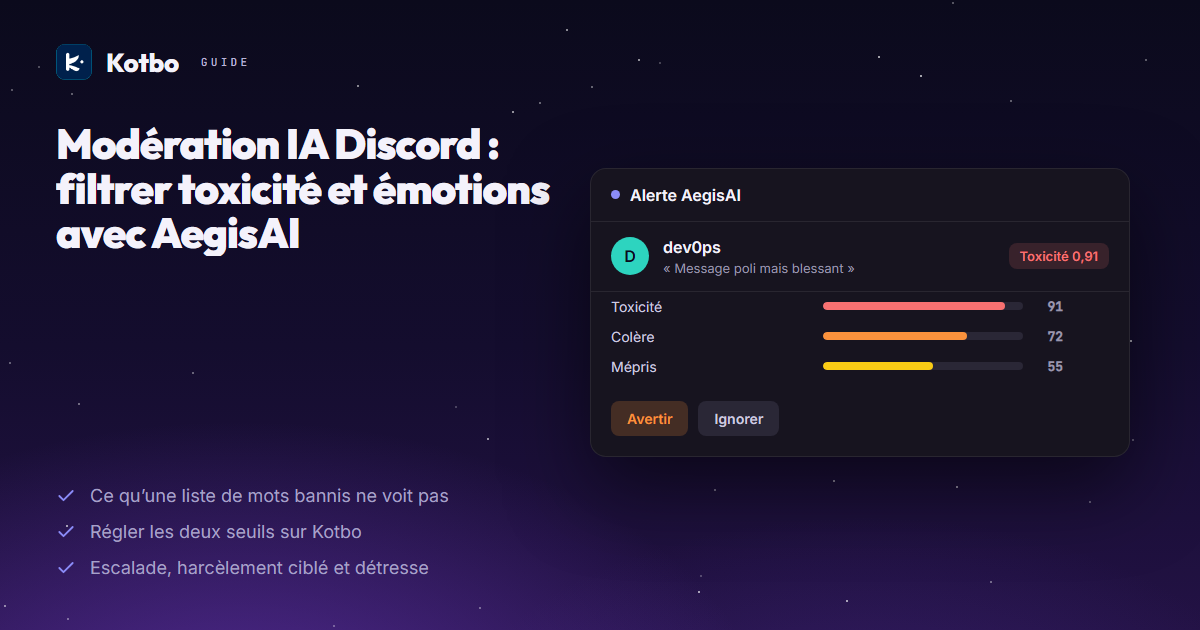 Kotbo GUIDE
Modération IA Discord :
filtrer toxicité et émotions
avec AegisAI
Ce qu’une liste de mots bannis ne voit pas
Régler les deux seuils sur Kotbo
Escalade, harcèlement ciblé et détresse
Alerte AegisAI
D
dev0ps
« Message poli mais blessant »
Toxicité 0,91
Toxicité 91
Colère 72
Mépris 55
Avertir Ignorer